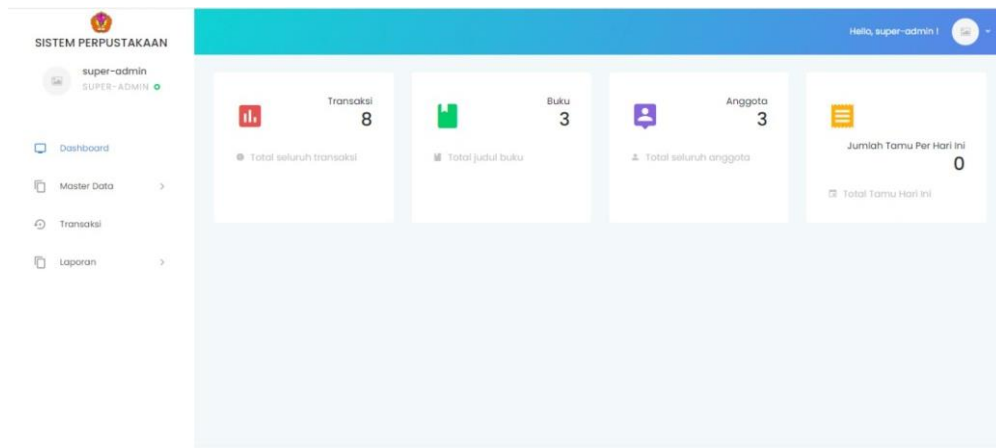 SISTEM PERPUSTAKAAN
Hello, super-admin !
super-admin
SUPER-ADMIN
Dashboard
Master Data
Transaksi
Laporan
Transaksi
8
Total seluruh transaksi
Buku
3
Total judul buku
Anggota
3
Total seluruh anggota
Jumlah Tamu Per Hari Ini
0
Total Tamu Hari Ini